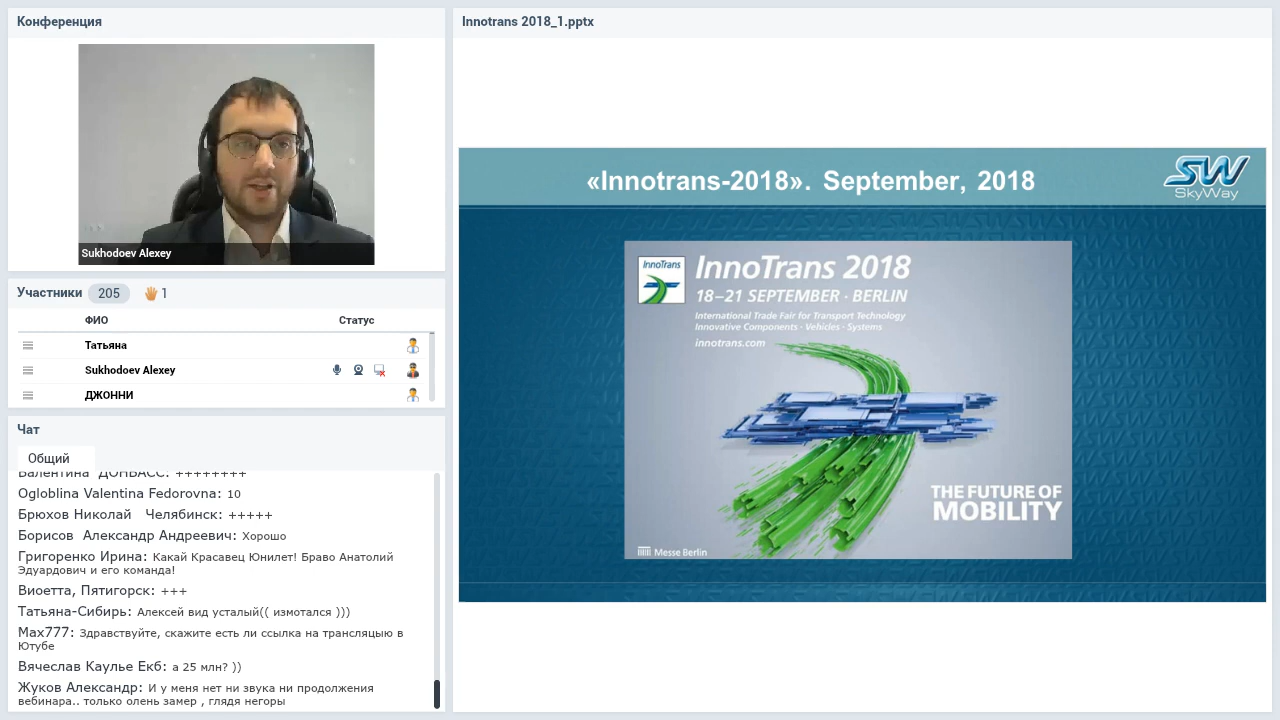 Конференция
Sukhodoev Alexey
Участники 205 1
ФИО Статус
Татьяна
Sukhodoev Alexey
ДЖОННИ
Чат
Общий
Валентина ДОНБАСС: ++++++++
Ogloblina Valentina Fedorovna: 10
Брюхов Николай Челябинск: +++++
Борисов Александр Андреевич: Хорошо
Григоренко Ирина: Какай Красавец Юнилет! Браво Анатолий
Эдуардович и его команда!
Виоетта, Пятигорск: +++
Татьяна-Сибирь: Алексей вид усталый(( измотался )))
Мах777: Здравствуйте, скажите есть ли ссылка на трансляцыю в
Ютубе
Вячеслав Каулье Екб: а 25 млн? ))
Жуков Александр: И у меня нет ни звука ни продолжения
вебинара.. только олень замер , глядя негоры
Innotrans 2018_1.pptx
«Innotrans-2018». September, 2018
SW
SkyWay
InnoTrans
InnoTrans 2018
18–21 SEPTEMBER · BERLIN
International Trade Fair for Transport Technology
Innovative Components · Vehicles · Systems
innotrans.com
THE FUTURE OF
MOBILITY
Messe Berlin